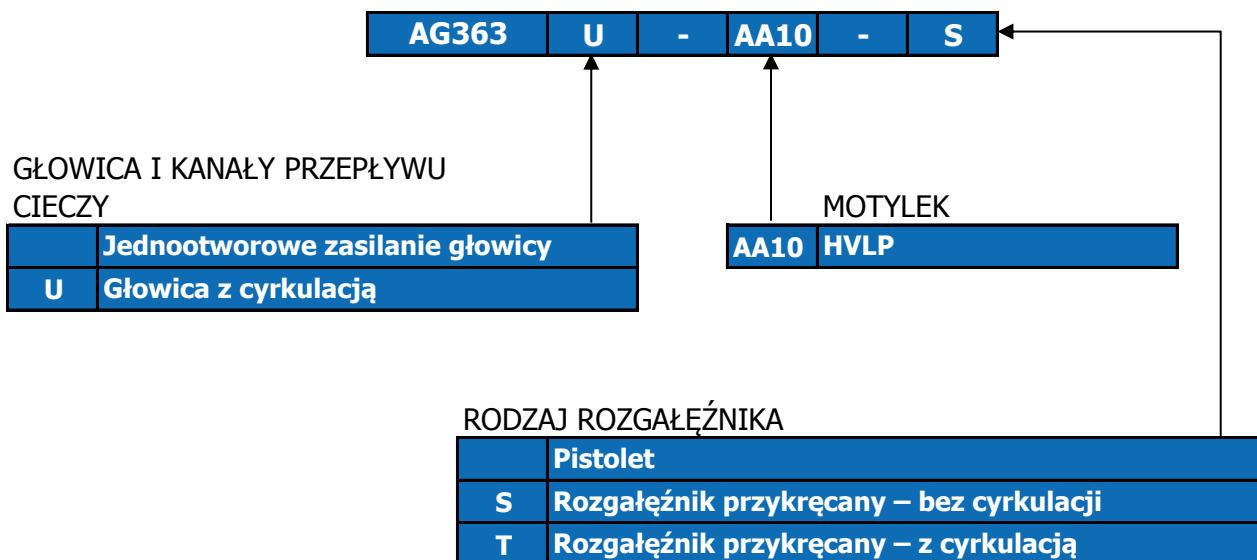 AG363 U - AA10 - S
GŁOWICA I KANAŁY PRZEPŁYWU
CIECZY
Jednootworowe zasilanie głowicy
U Głowica z cyrkulacją
MOTYLEK
AA10 HVLP
RODZAJ ROZGAŁĘŹNIKA
Pistolet
S Rozgałęźnik przykręcany – bez cyrkulacji
T Rozgałęźnik przykręcany – z cyrkulacją